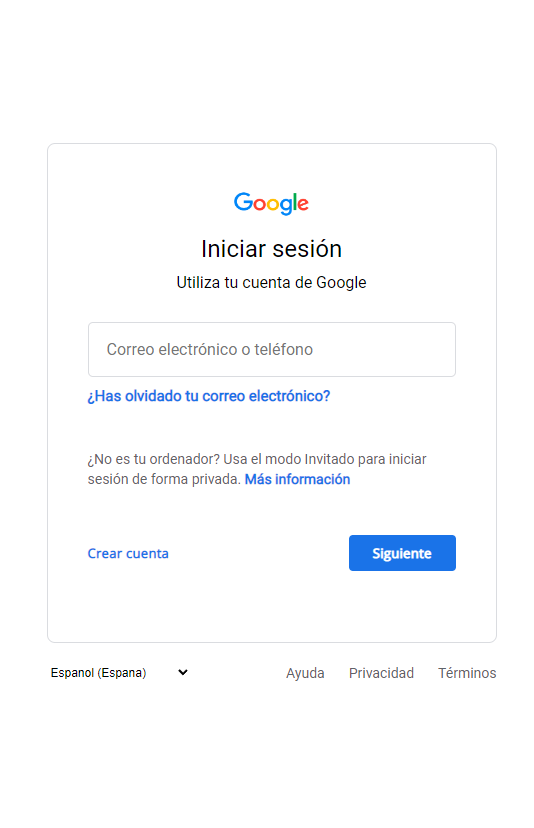 Google
Iniciar sesión
Utiliza tu cuenta de Google
Correo electrónico o teléfono
¿Has olvidado tu correo electrónico?
¿No es tu ordenador? Usa el modo Invitado para iniciar
sesión de forma privada. Más información
Crear cuenta
Siguiente
Espanol (Espana)
Ayuda
Privacidad
Términos